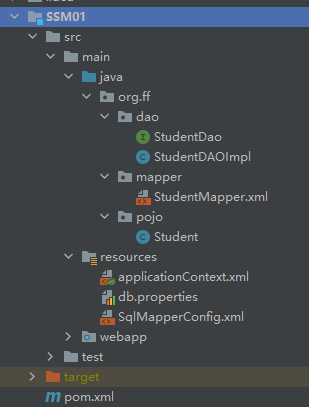 SSM01
src
main
java
org.ff
dao
StudentDao
StudentDAOImpl
mapper
StudentMapper.xml
pojo
Student
resources
applicationContext.xml
db.properties
SqlMapperConfig.xml
webapp
test
target
pom.xml